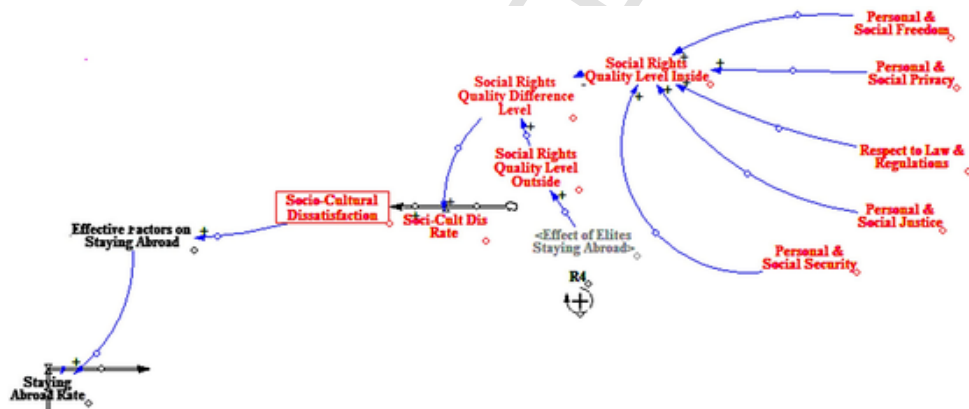 Personal &
Social Freedom
Social Rights
Quality Level Inside
Personal &
Social Privacy
Social Rights
Quality Difference
Level
Social Rights
Quality Level
Outside
Respect to Law &
Regulations
Socio-Cultural
Dissatisfaction
Soci-Cult Dis
Rate
Personal &
Social Justice
Effective Factors on
Staying Abroad
<Effect of Elites
Staying Abroad>
Personal &
Social Security
R4
Staying
Abroad Rate